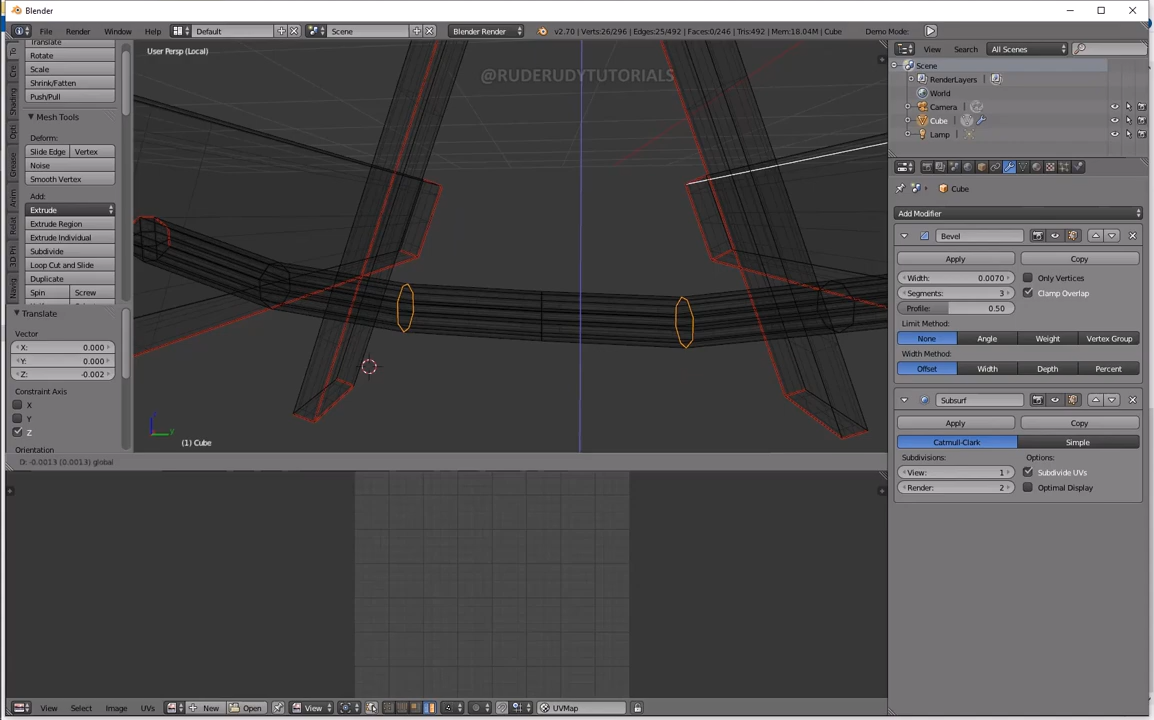 Blender
File Render Window Help Default Scene Blender Render v2.70 | Verts:26/296 | Edges:25/492 | Faces:0/246 | Tris:492 | Mem:18.04M | Cube Demo Mode:
User Persp (Local)
@RUDERUDYTUTORIALS
Translate
Rotate
Scale
Shrink/Fatten
Push/Pull
Mesh Tools
Deform:
Slide Edge Vertex
Noise
Smooth Vertex
Add:
Extrude
Extrude Region
Extrude Individual
Subdivide
Loop Cut and Slide
Duplicate
Spin Screw
Translate
Vector
X: 0.000
Y: 0.000
Z: -0.002
Constraint Axis
X
Y
Z
Orientation
(1) Cube
D: -0.0013 (0.0013) global
View Search All Scenes
Scene
RenderLayers
World
Camera
Cube
Lamp
Cube
Add Modifier
Bevel
Apply Copy
Width: 0.0070 Only Vertices
Segments: 3 Clamp Overlap
Profile: 0.50
Limit Method:
None Angle Weight Vertex Group
Width Method:
Offset Width Depth Percent
Subsurf
Apply Copy
Catmull-Clark Simple
Subdivisions: Options:
View: 1 Subdivide UVs
Render: 2 Optimal Display
View Select Image UVs New Open View UVMap